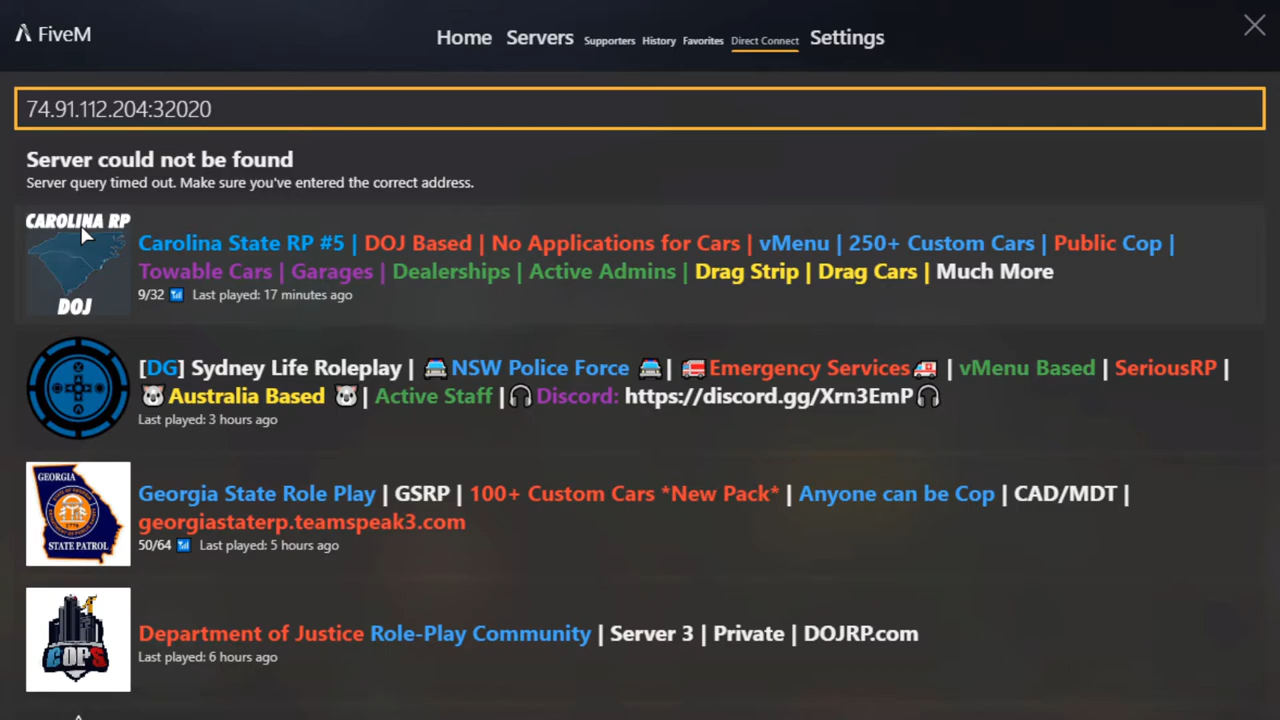 FiveM
Home Servers Supporters History Favorites Direct Connect Settings
74.91.112.204:32020
Server could not be found
Server query timed out. Make sure you've entered the correct address.
CAROLINA RP
DOJ
Carolina State RP #5 | DOJ Based | No Applications for Cars | vMenu | 250+ Custom Cars | Public Cop |
Towable Cars | Garages | Dealerships | Active Admins | Drag Strip | Drag Cars | Much More
9/32 📶 Last played: 17 minutes ago
[DG] Sydney Life Roleplay | 🚔 NSW Police Force 🚔 | 🚒 Emergency Services 🚑 | vMenu Based | SeriousRP |
🐨 Australia Based 🐨 | Active Staff | 🎧 Discord: https://discord.gg/Xrn3EmP 🎧
Last played: 3 hours ago
GEORGIA
STATE PATROL
Georgia State Role Play | GSRP | 100+ Custom Cars *New Pack* | Anyone can be Cop | CAD/MDT |
georgiastaterp.teamspeak3.com
50/64 📶 Last played: 5 hours ago
COPS
Department of Justice Role-Play Community | Server 3 | Private | DOJRP.com
Last played: 6 hours ago